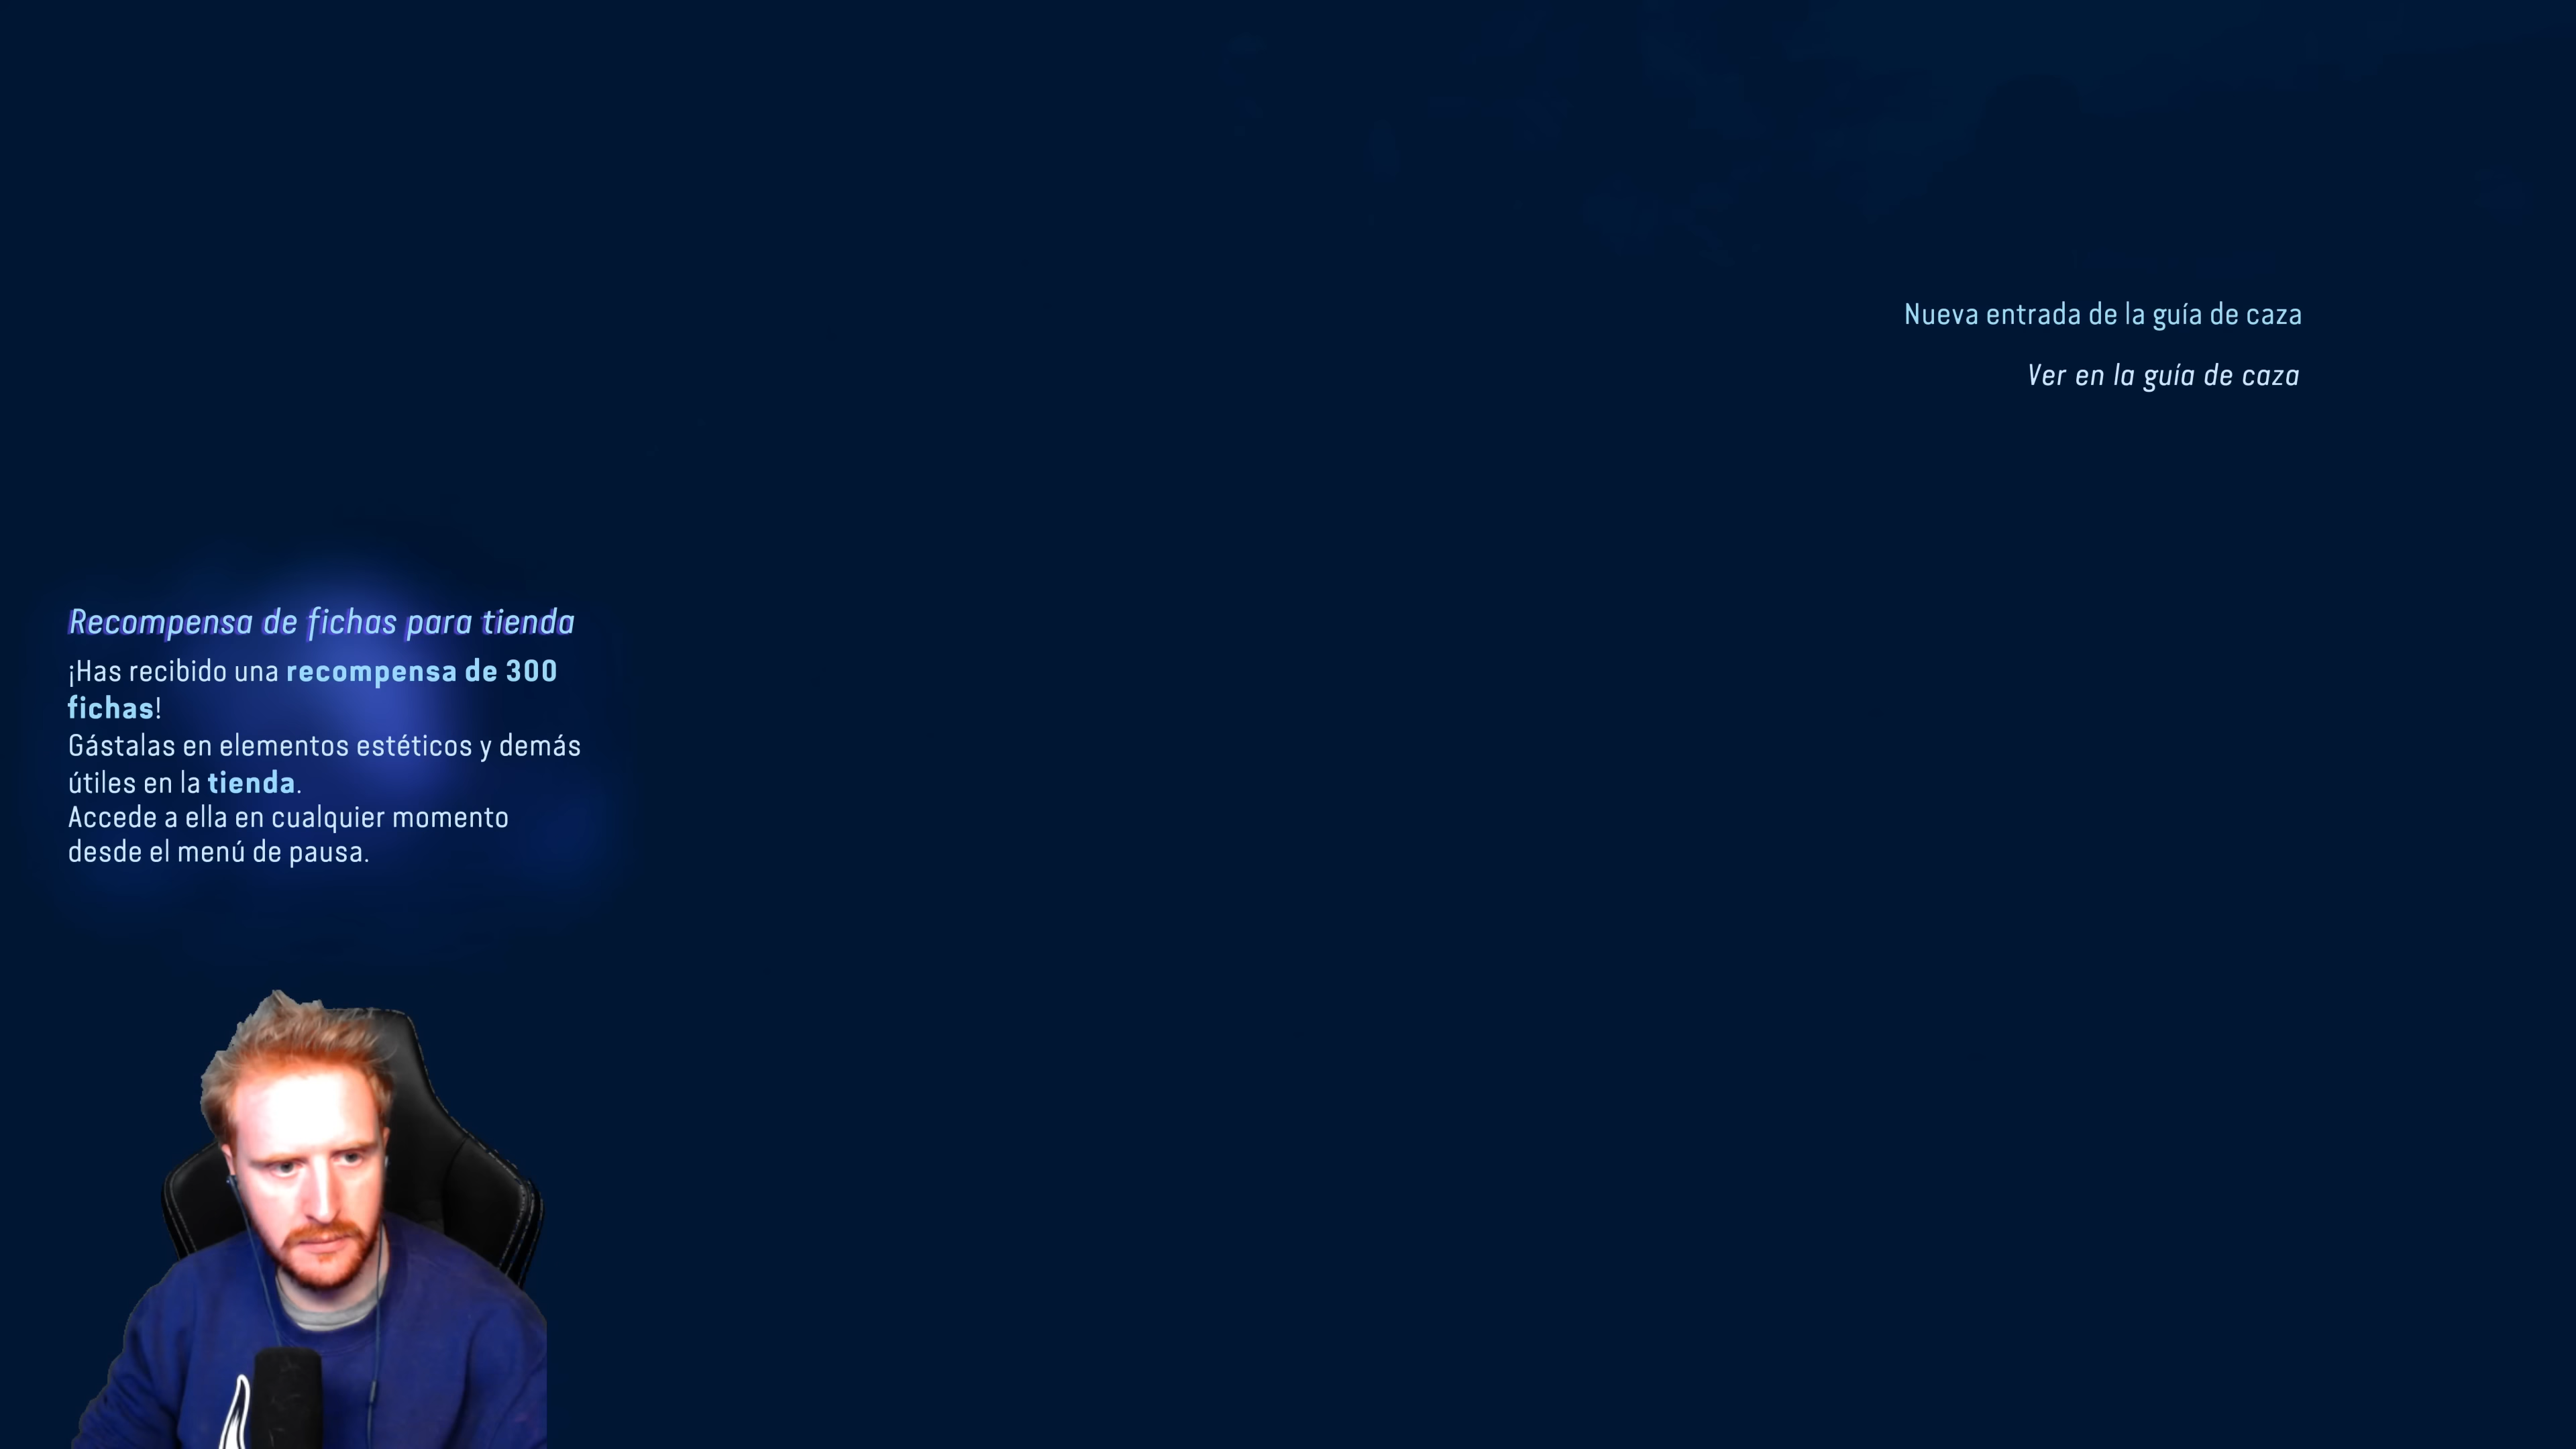 Nueva entrada de la guía de caza
Ver en la guía de caza
Recompensa de fichas para tienda
¡Has recibido una recompensa de 300
fichas!
Gástalas en elementos estéticos y demás
útiles en la tienda.
Accede a ella en cualquier momento
desde el menú de pausa.